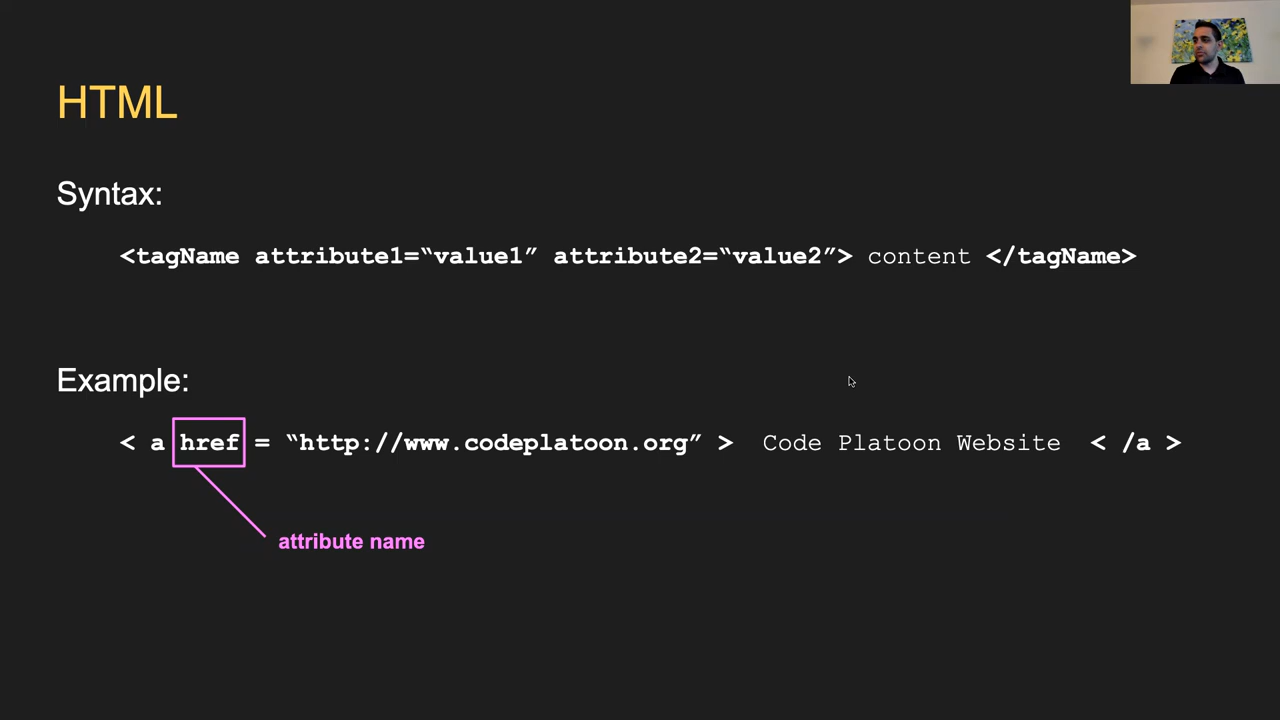 HTML
Syntax:
<tagName attribute1=“value1” attribute2=“value2”> content </tagName>
Example:
< a href = “http://www.codeplatoon.org” > Code Platoon Website < /a >
attribute name